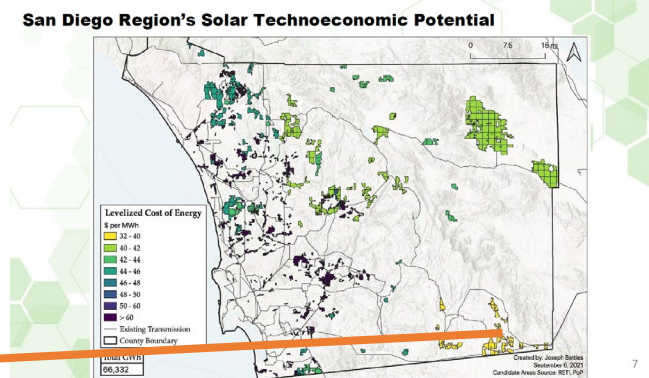 San Diego Region's Solar Technoeconomic Potential
0 7.5 15 mi
Levelized Cost of Energy
$ per MWh
32 - 40
40 - 42
42 - 44
44 - 46
46 - 48
48 - 50
50 - 60
> 60
Existing Transmission
County Boundary
Total GWh
66,332
Created by: Joseph Bettles
September 6, 2021
Candidate Areas Source: RETI, PoP
7